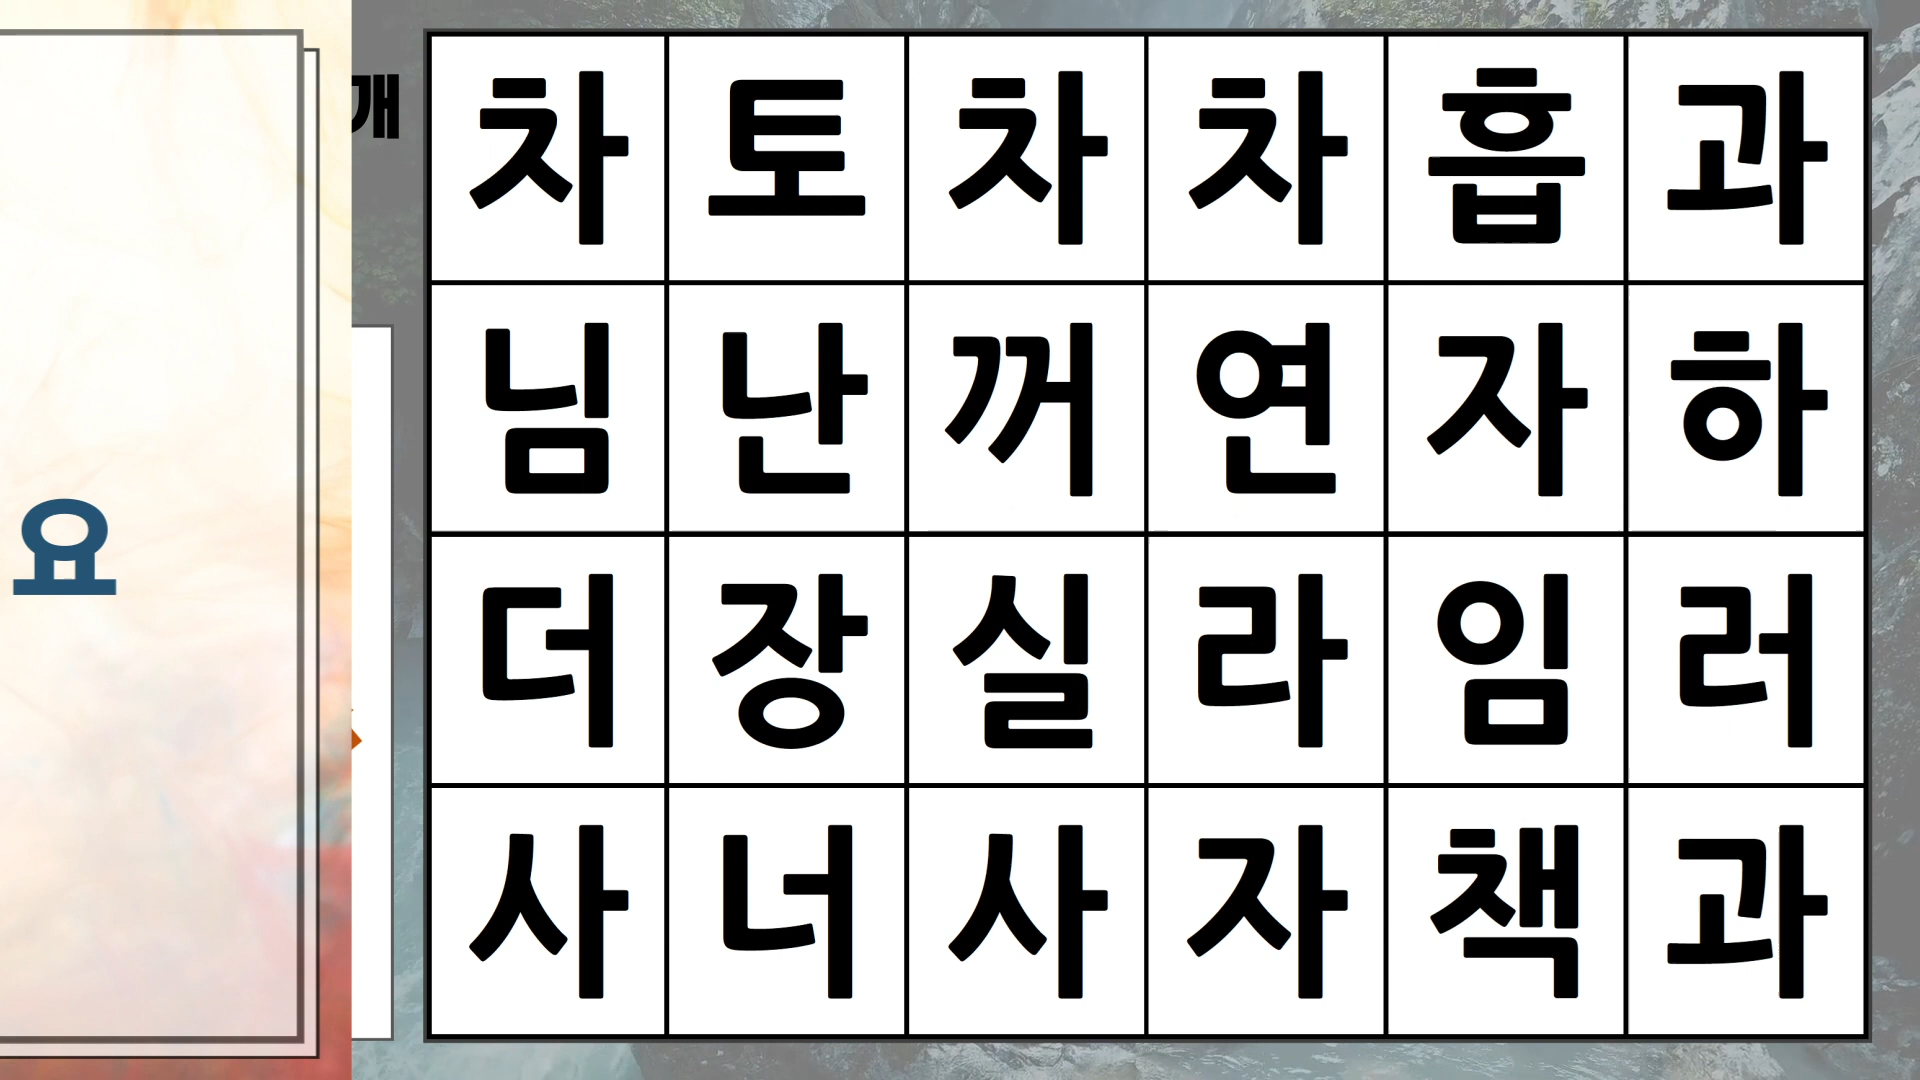 개
차 토 차 차 흡 과
님 난 꺼 연 자 하
요
더 장 실 라 임 러
사 너 사 자 책 과